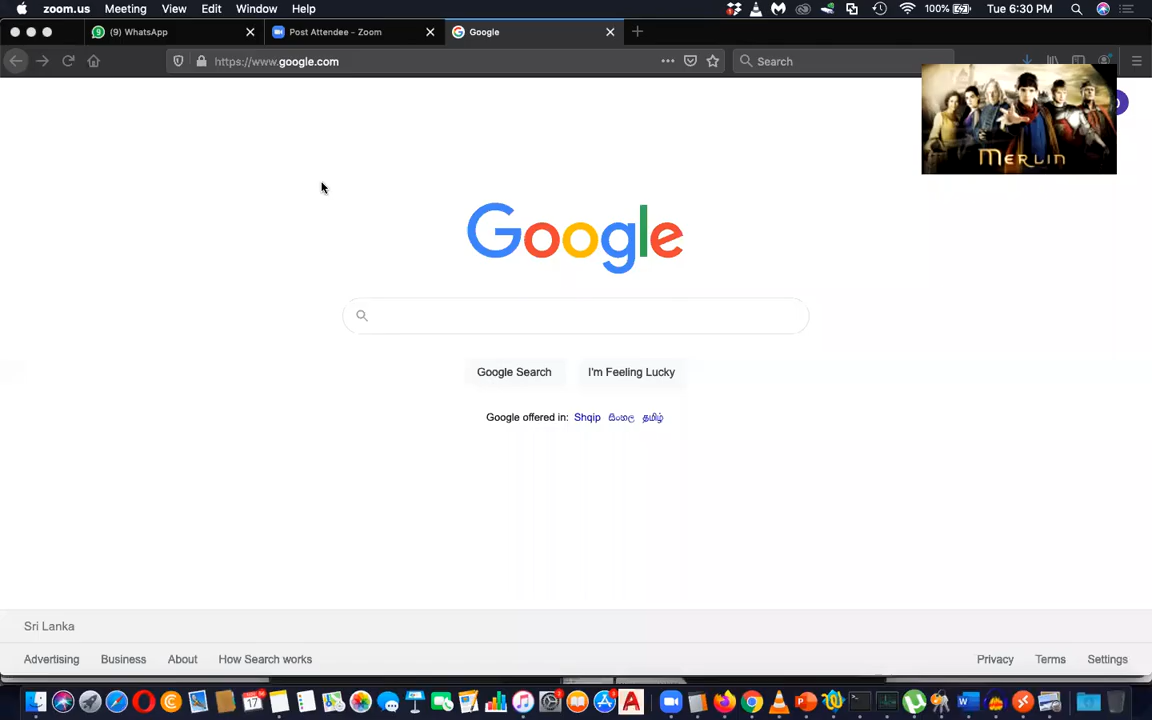 zoom.us Meeting View Edit Window Help 100% Tue 6:30 PM
(9) WhatsApp Post Attendee - Zoom Google
https://www.google.com Search
MERLIN
Google
Google Search I'm Feeling Lucky
Google offered in: Shqip සිංහල தமிழ்
Sri Lanka
Advertising Business About How Search works Privacy Terms Settings
17